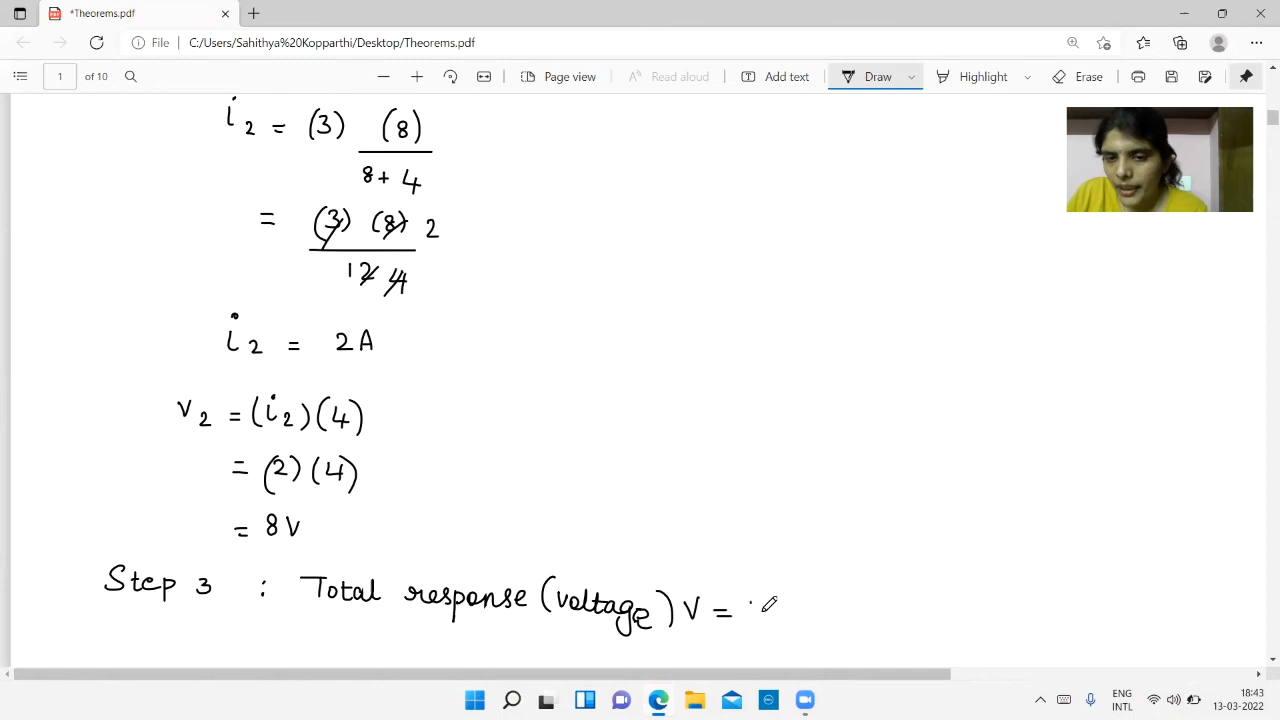 *Theorems.pdf
File C:/Users/Sahithya%20Kopparthi/Desktop/Theorems.pdf
1 of 10 Page view Read aloud Add text Draw Highlight Erase
i2 = (3) (8)
8 + 4
= (3) (8) 2
12 4
i2 = 2A
v2 = (i2)(4)
= (2)(4)
= 8V
Step 3 : Total response (voltage) V =
ENG
INTL
18:43
13-03-2022